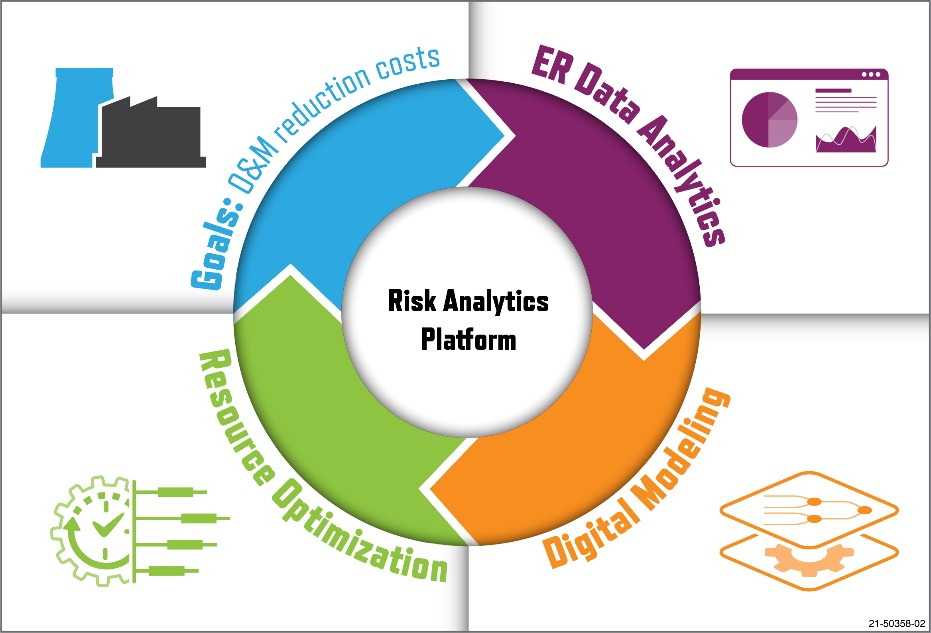 Goals: O&M reduction costs
ER Data Analytics
Risk Analytics
Platform
Resource Optimization
Digital Modeling
21-50358-02